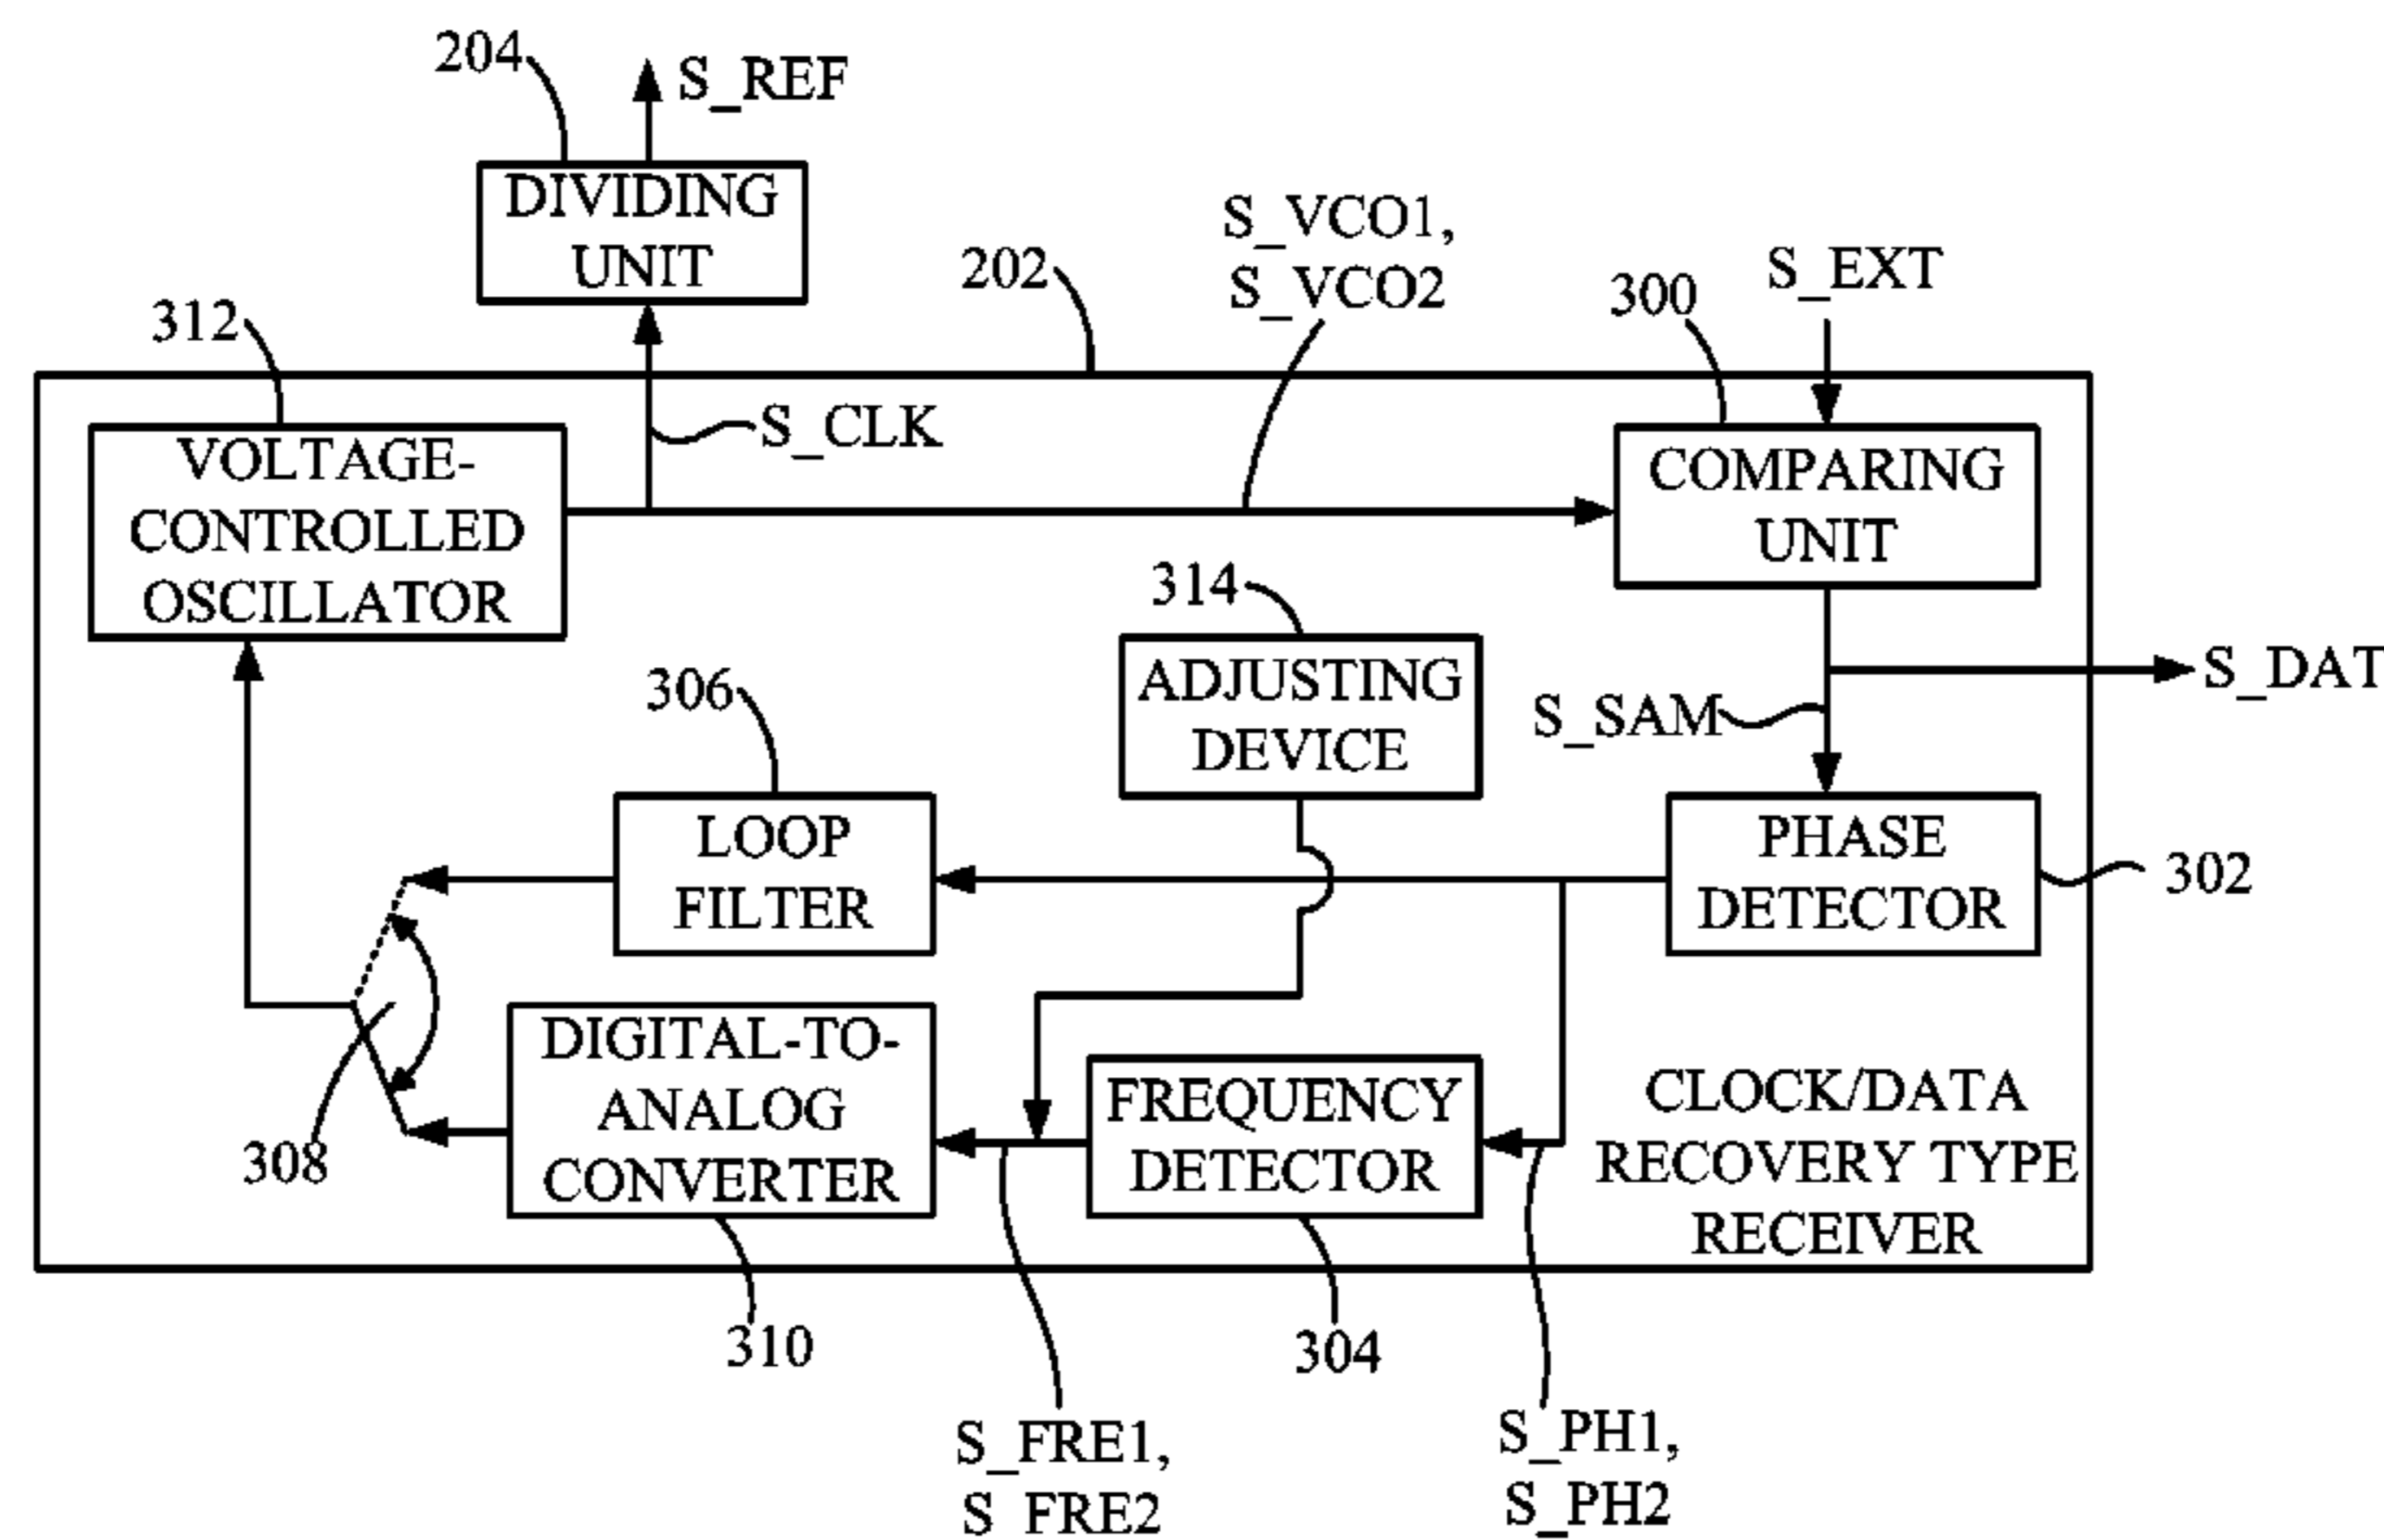 204
S_REF
DIVIDING
UNIT
S_VCO1,
S_VCO2
202
S_EXT
300
312
S_CLK
VOLTAGE-
CONTROLLED
OSCILLATOR
COMPARING
UNIT
314
ADJUSTING
DEVICE
S_DAT
S_SAM
306
LOOP
FILTER
PHASE
DETECTOR
302
DIGITAL-TO-
ANALOG
CONVERTER
FREQUENCY
DETECTOR
CLOCK/DATA
RECOVERY TYPE
RECEIVER
308
310
304
S_FRE1,
S_FRE2
S_PH1,
S_PH2